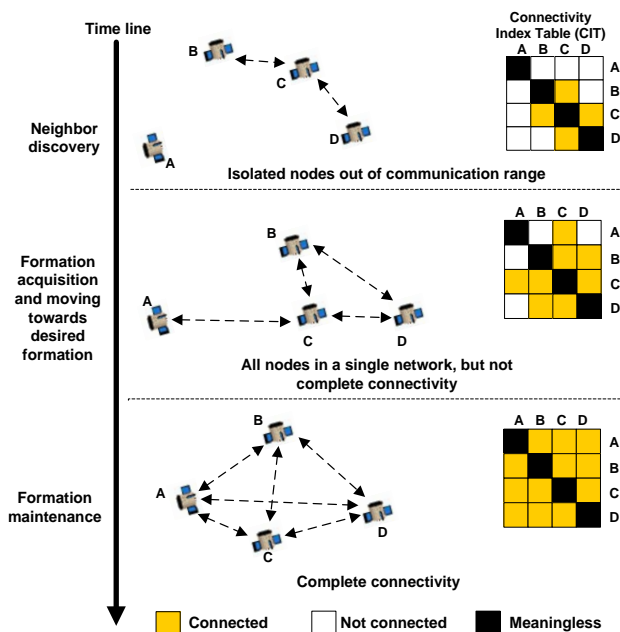 Time line
Connectivity
Index Table (CIT)
A B C D
A
B
C
D
B
C
D
A
Neighbor
discovery
Isolated nodes out of communication range
A B C D
A
B
C
D
B
A
C
D
Formation
acquisition
and moving
towards
desired
formation
All nodes in a single network, but not
complete connectivity
A B C D
A
B
C
D
B
A
D
C
Formation
maintenance
Complete connectivity
Connected
Not connected
Meaningless